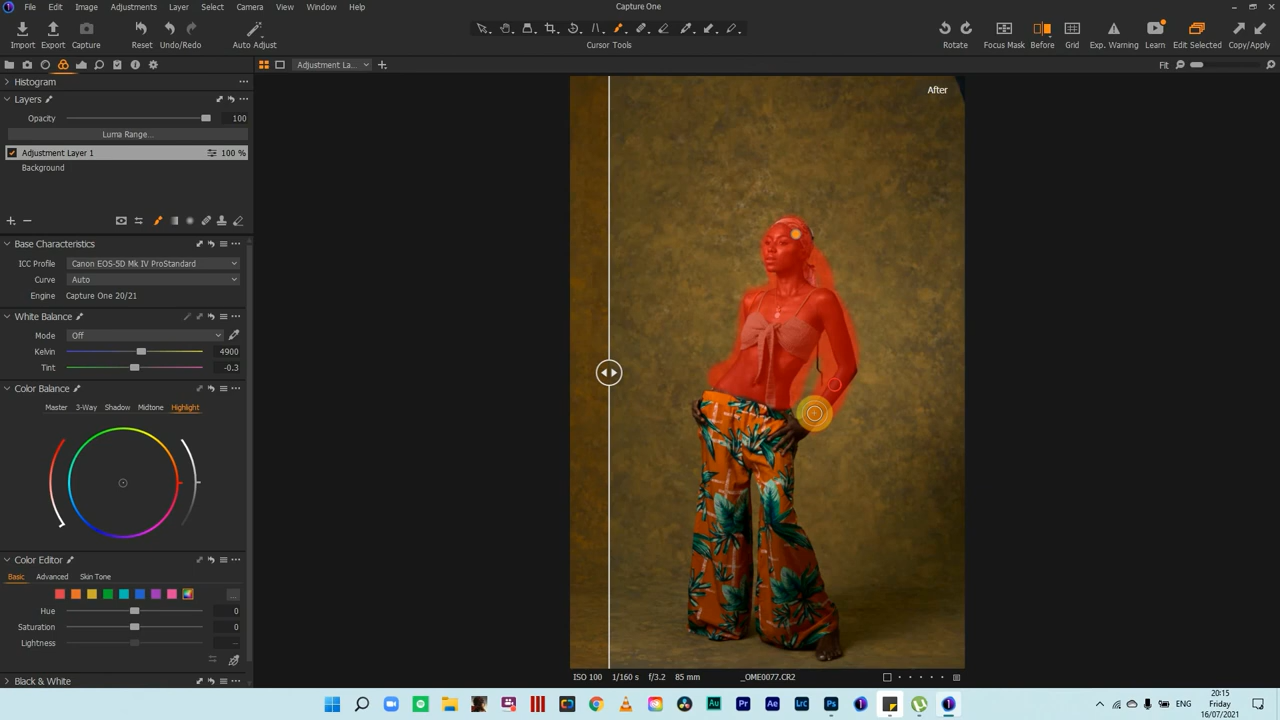 Capture One
File Edit Image Adjustments Layer Select Camera View Window Help
Import Export Capture Reset Undo/Redo Auto Adjust Cursor Tools Rotate Focus Mask Before Grid Exp. Warning Learn Edit Selected Copy/Apply
Adjustment La... Fit
Histogram
Layers
Opacity 100
Luma Range...
Adjustment Layer 1 100 %
Background
Base Characteristics
ICC Profile Canon EOS-5D Mk IV ProStandard
Curve Auto
Engine Capture One 20/21
White Balance
Mode Off
Kelvin 4900
Tint -0.3
Color Balance
Master 3-Way Shadow Midtone Highlight
Color Editor
Basic Advanced Skin Tone
Hue 0
Saturation 0
Lightness
Black & White
After
ISO 100 1/160 s f/3.2 85 mm _OME0077.CR2
Au Pr Ae Lrc Ps
ENG
20:15
Friday
16/07/2021